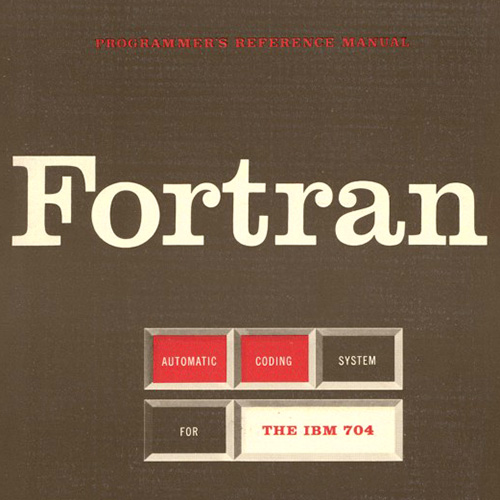 PROGRAMMER'S REFERENCE MANUAL
Fortran
AUTOMATIC CODING SYSTEM
FOR THE IBM 704